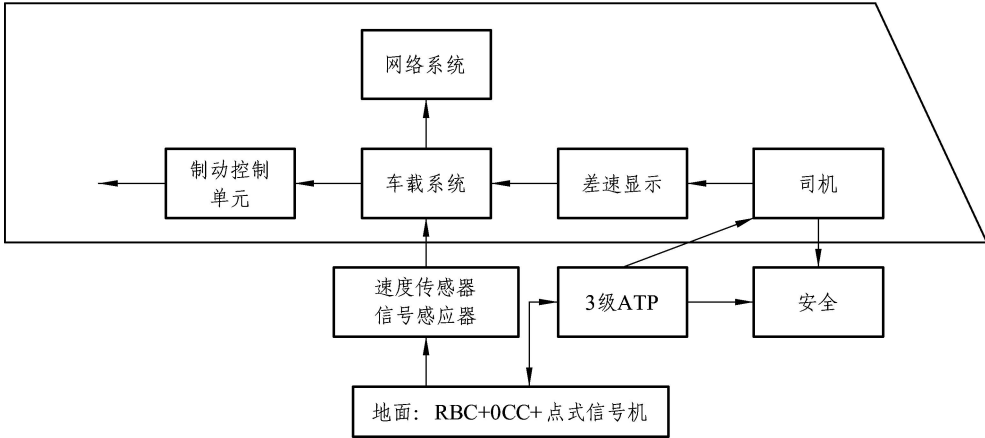 网络系统
制动控制
单元
车载系统
差速显示
司机
速度传感器
信号感应器
3级ATP
安全
地面：RBC+0CC+点式信号机